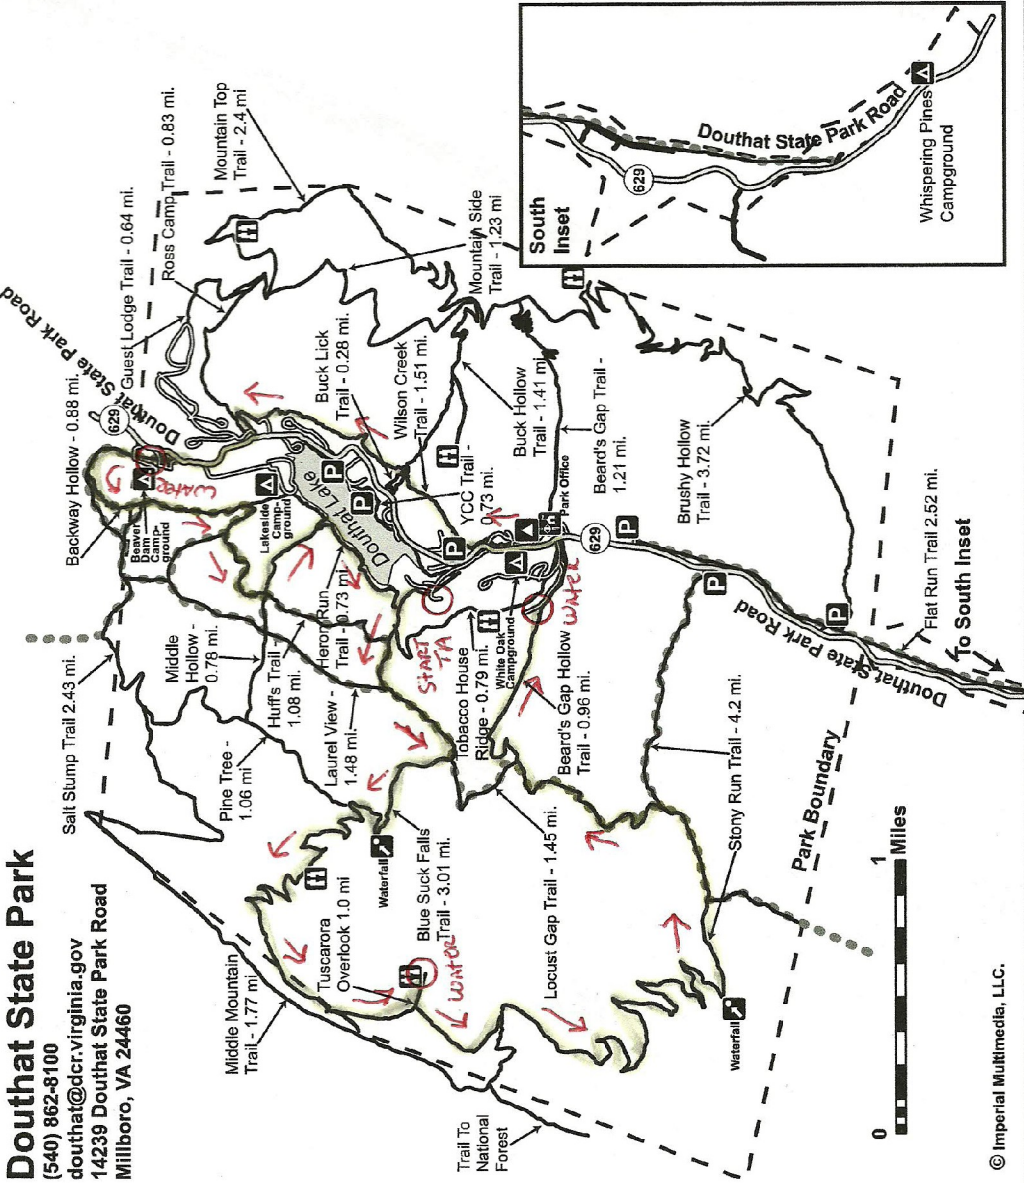 Douthat State Park
(540) 862-8100
douthat@dcr.virginia.gov
14239 Douthat State Park Road
Millboro, VA 24460
Salt Stump Trail 2.43 mi.
Backway Hollow - 0.88 mi.
629
Douthat State Park Road
Guest Lodge Trail - 0.64 mi.
Ross Camp Trail - 0.83 mi.
Mountain Top
Trail - 2.4 mi
Beaver
Dam
Camp-
ground
WATER
Lakeside
Camp-
ground
Middle
Hollow -
0.78 mi.
Pine Tree -
1.06 mi
Huff's Trail -
1.08 mi.
Heron Run
Trail - 0.73 mi.
Laurel View -
1.48 mi.
Douthat Lake
P
P
P
Buck Lick
Trail - 0.28 mi.
Wilson Creek
Trail - 1.51 mi.
Mountain Side
Trail - 1.23 mi
YCC Trail -
0.73 mi.
Buck Hollow
Trail - 1.41 mi.
Park Office
Beard's Gap Trail -
1.21 mi.
Brushy Hollow
Trail - 3.72 mi.
START
TA
Tobacco House
Ridge - 0.79 mi.
White Oak
Campground
WATER
Beard's Gap Hollow
Trail - 0.96 mi.
629
P
P
P
Douthat State Park Road
Flat Run Trail 2.52 mi.
To South Inset
Middle Mountain
Trail - 1.77 mi
Tuscarora
Overlook 1.0 mi
Waterfall
Blue Suck Falls
Trail - 3.01 mi.
WATER
Locust Gap Trail - 1.45 mi.
Stony Run Trail - 4.2 mi.
Waterfall
Park Boundary
Trail To
National
Forest
0
1
Miles
© Imperial Multimedia, LLC.
South
Inset
629
Douthat State Park Road
Whispering Pines
Campground